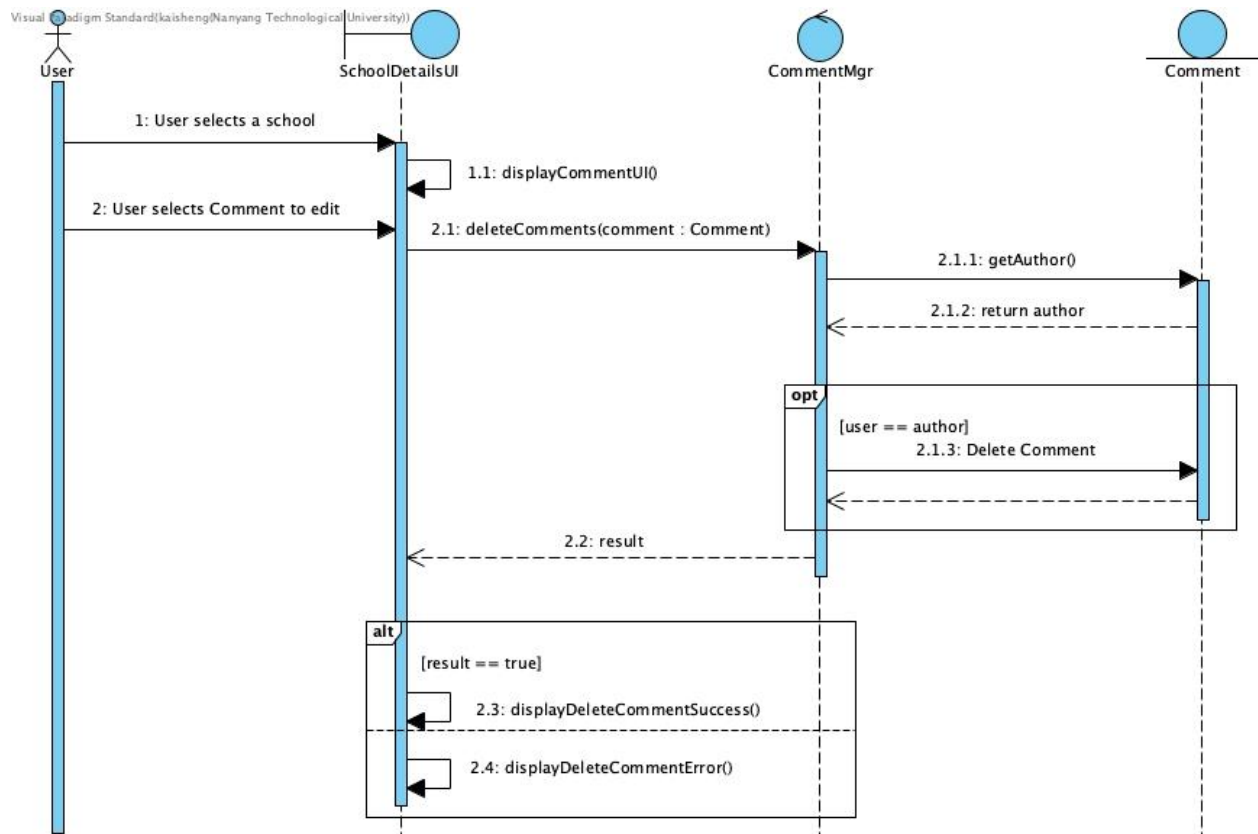 Visual Paradigm Standard(kaisheng(Nanyang Technological University))
User
SchoolDetailsUI
CommentMgr
Comment
1: User selects a school
1.1: displayCommentUI()
2: User selects Comment to edit
2.1: deleteComments(comment : Comment)
2.1.1: getAuthor()
2.1.2: return author
opt
[user == author]
2.1.3: Delete Comment
2.2: result
alt
[result == true]
2.3: displayDeleteCommentSuccess()
2.4: displayDeleteCommentError()